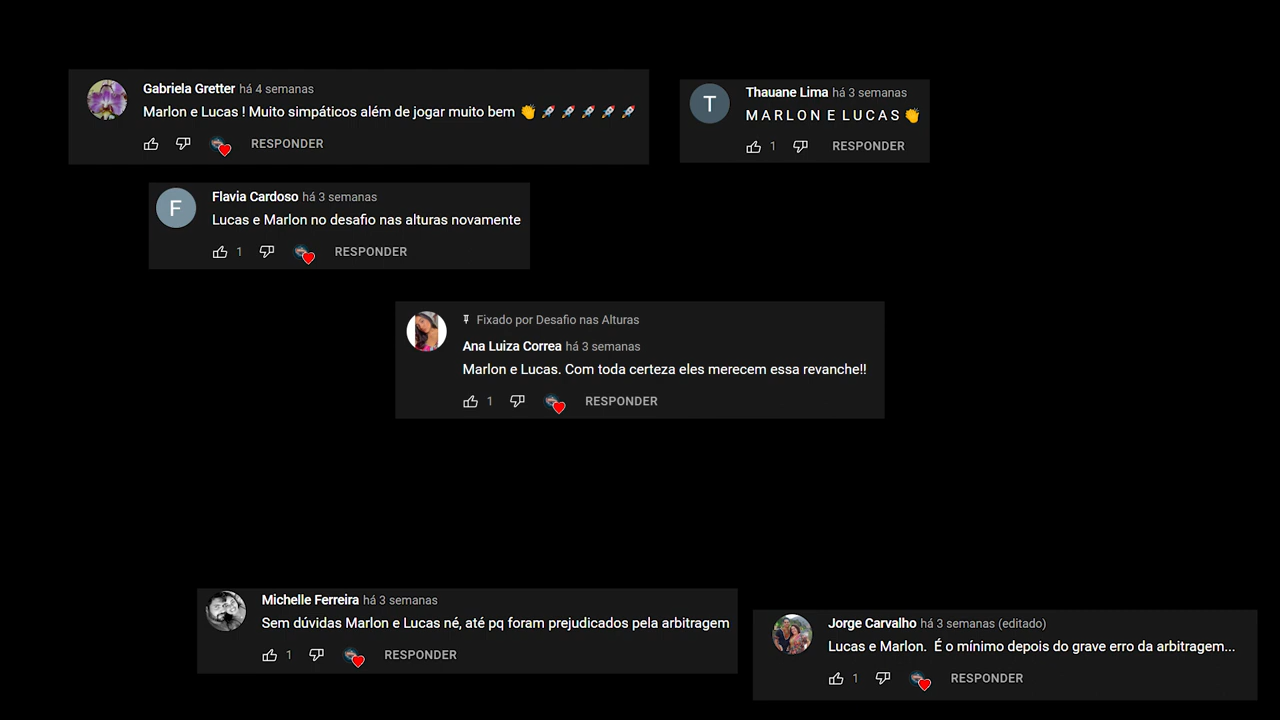 Gabriela Gretter há 4 semanas
Marlon e Lucas ! Muito simpáticos além de jogar muito bem 👏 🚀 🚀 🚀 🚀 🚀
RESPONDER
T
Thauane Lima há 3 semanas
M A R L O N E L U C A S 👏
1 RESPONDER
F
Flavia Cardoso há 3 semanas
Lucas e Marlon no desafio nas alturas novamente
1 RESPONDER
Fixado por Desafio nas Alturas
Ana Luiza Correa há 3 semanas
Marlon e Lucas. Com toda certeza eles merecem essa revanche!!
1 RESPONDER
Michelle Ferreira há 3 semanas
Sem dúvidas Marlon e Lucas né, até pq foram prejudicados pela arbitragem
1 RESPONDER
Jorge Carvalho há 3 semanas (editado)
Lucas e Marlon.  É o mínimo depois do grave erro da arbitragem...
1 RESPONDER